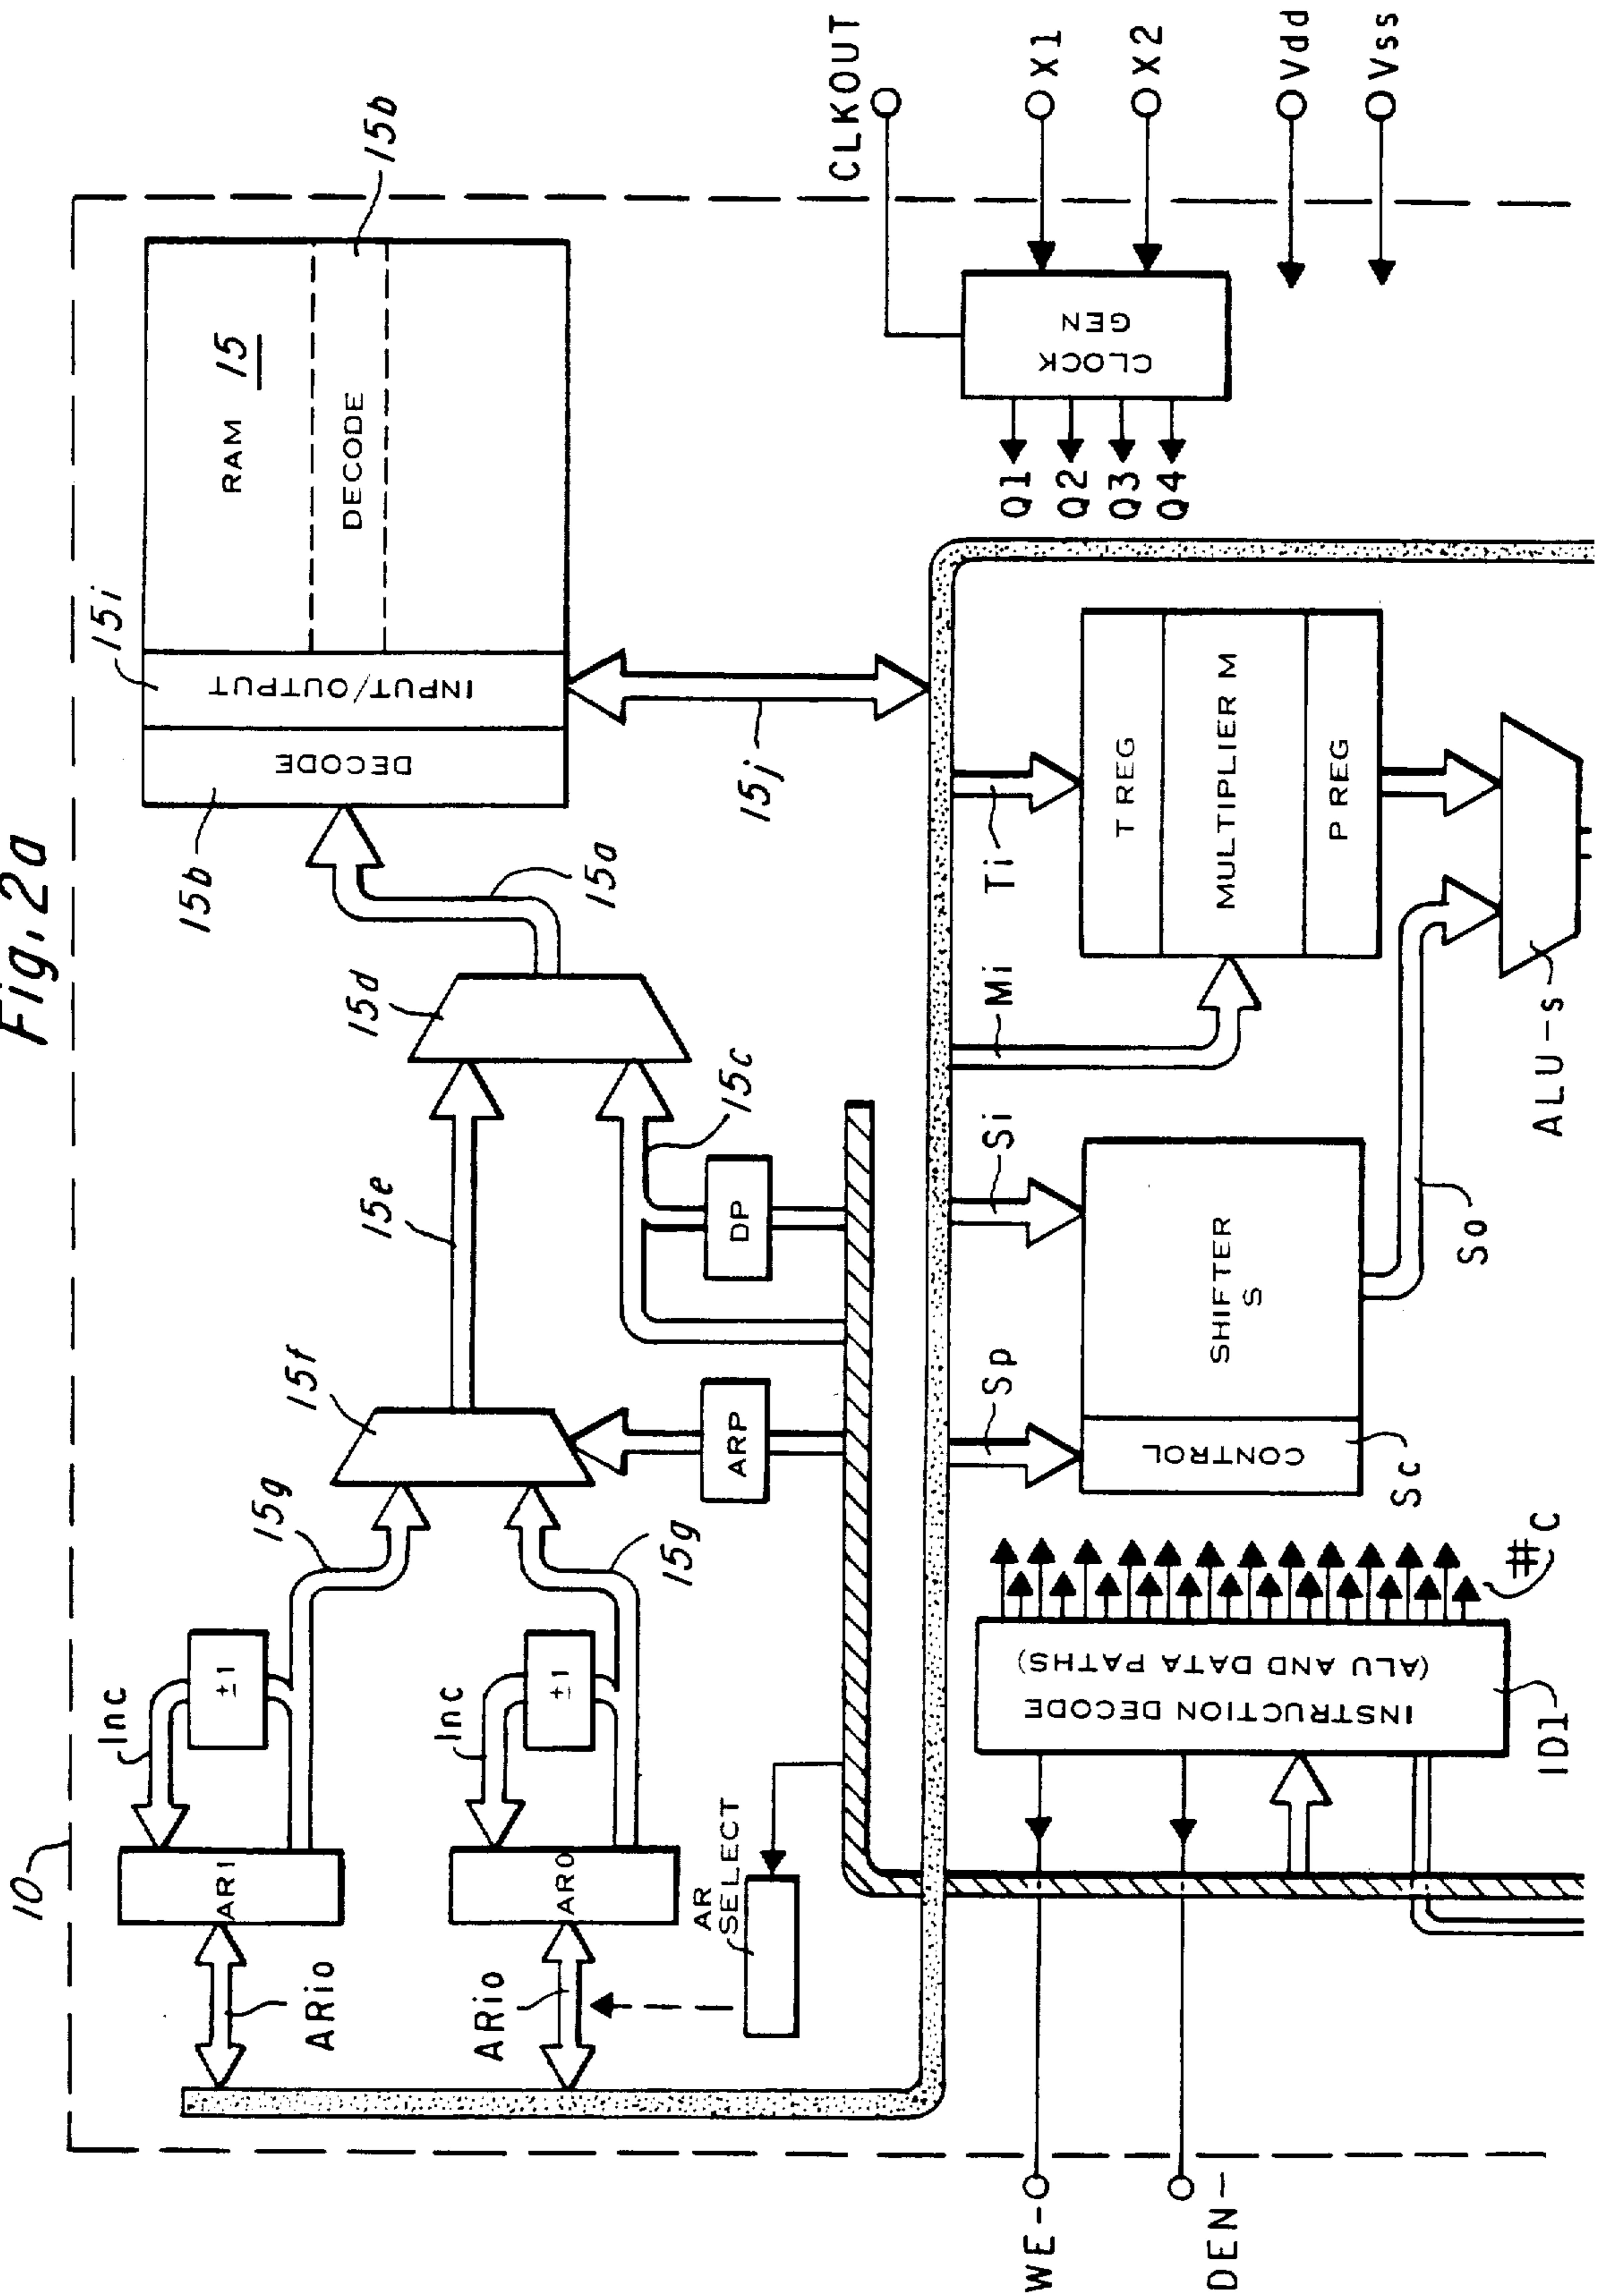 Fig. 2a
10
AR1
AR0
Inc
Inc
±1
±1
ARio
ARio
AR
SELECT
15g
15g
15f
15e
15d
15c
15a
15b
15i
15b
15j
ARP
DP
DECODE
INPUT/OUTPUT
RAM
15
DECODE
WE-
DEN-
INSTRUCTION DECODE
(ALU AND DATA PATHS)
ID1
#C
Sp
Si
Mi
Ti
CONTROL
Sc
SHIFTER
S
So
T REG
MULTIPLIER M
P REG
ALU-s
Q1
Q2
Q3
Q4
CLOCK
GEN
CLKOUT
X1
X2
Vdd
Vss